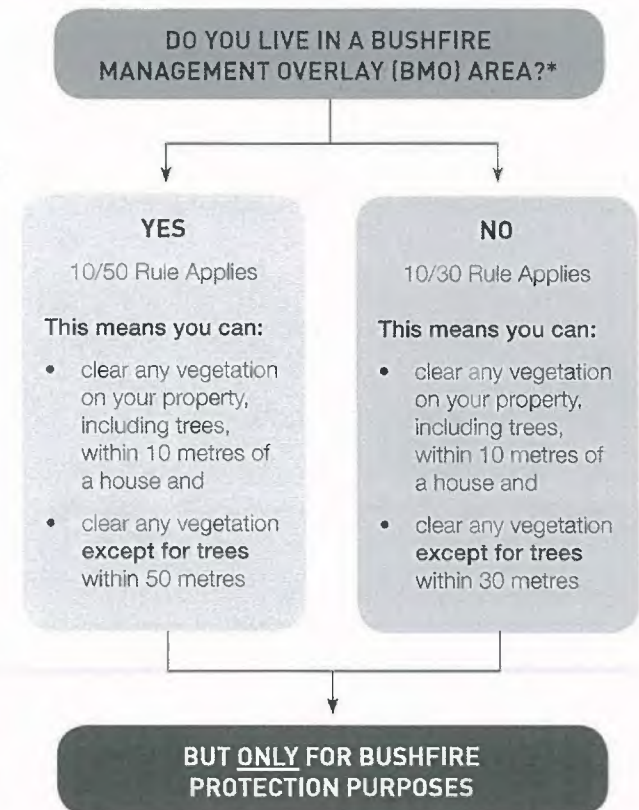 DO YOU LIVE IN A BUSHFIRE
MANAGEMENT OVERLAY (BMO) AREA?*
YES
10/50 Rule Applies
This means you can:
• clear any vegetation
on your property,
including trees,
within 10 metres of
a house and
• clear any vegetation
except for trees
within 50 metres
NO
10/30 Rule Applies
This means you can:
• clear any vegetation
on your property,
including trees,
within 10 metres of
a house and
• clear any vegetation
except for trees
within 30 metres
BUT ONLY FOR BUSHFIRE
PROTECTION PURPOSES